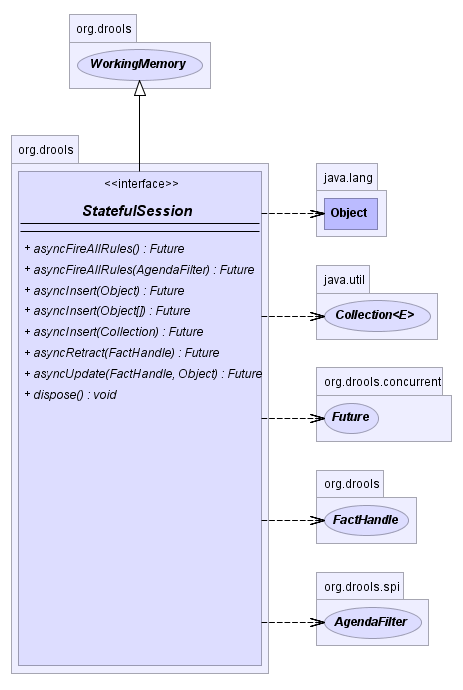 org.drools
WorkingMemory
org.drools
<<interface>>
StatefulSession
+ asyncFireAllRules() : Future
+ asyncFireAllRules(AgendaFilter) : Future
+ asyncInsert(Object) : Future
+ asyncInsert(Object[]) : Future
+ asyncInsert(Collection) : Future
+ asyncRetract(FactHandle) : Future
+ asyncUpdate(FactHandle, Object) : Future
+ dispose() : void
java.lang
Object
java.util
Collection<E>
org.drools.concurrent
Future
org.drools
FactHandle
org.drools.spi
AgendaFilter